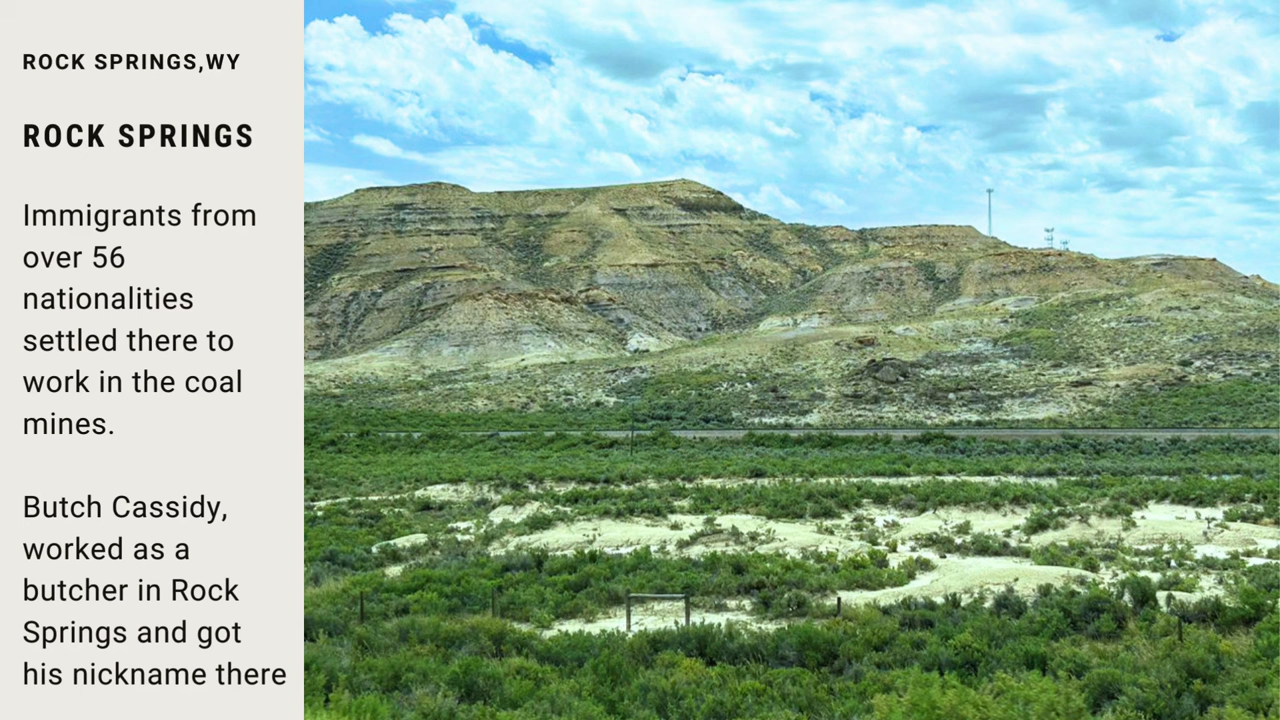 ROCK SPRINGS,WY
ROCK SPRINGS
Immigrants from
over 56
nationalities
settled there to
work in the coal
mines.
Butch Cassidy,
worked as a
butcher in Rock
Springs and got
his nickname there